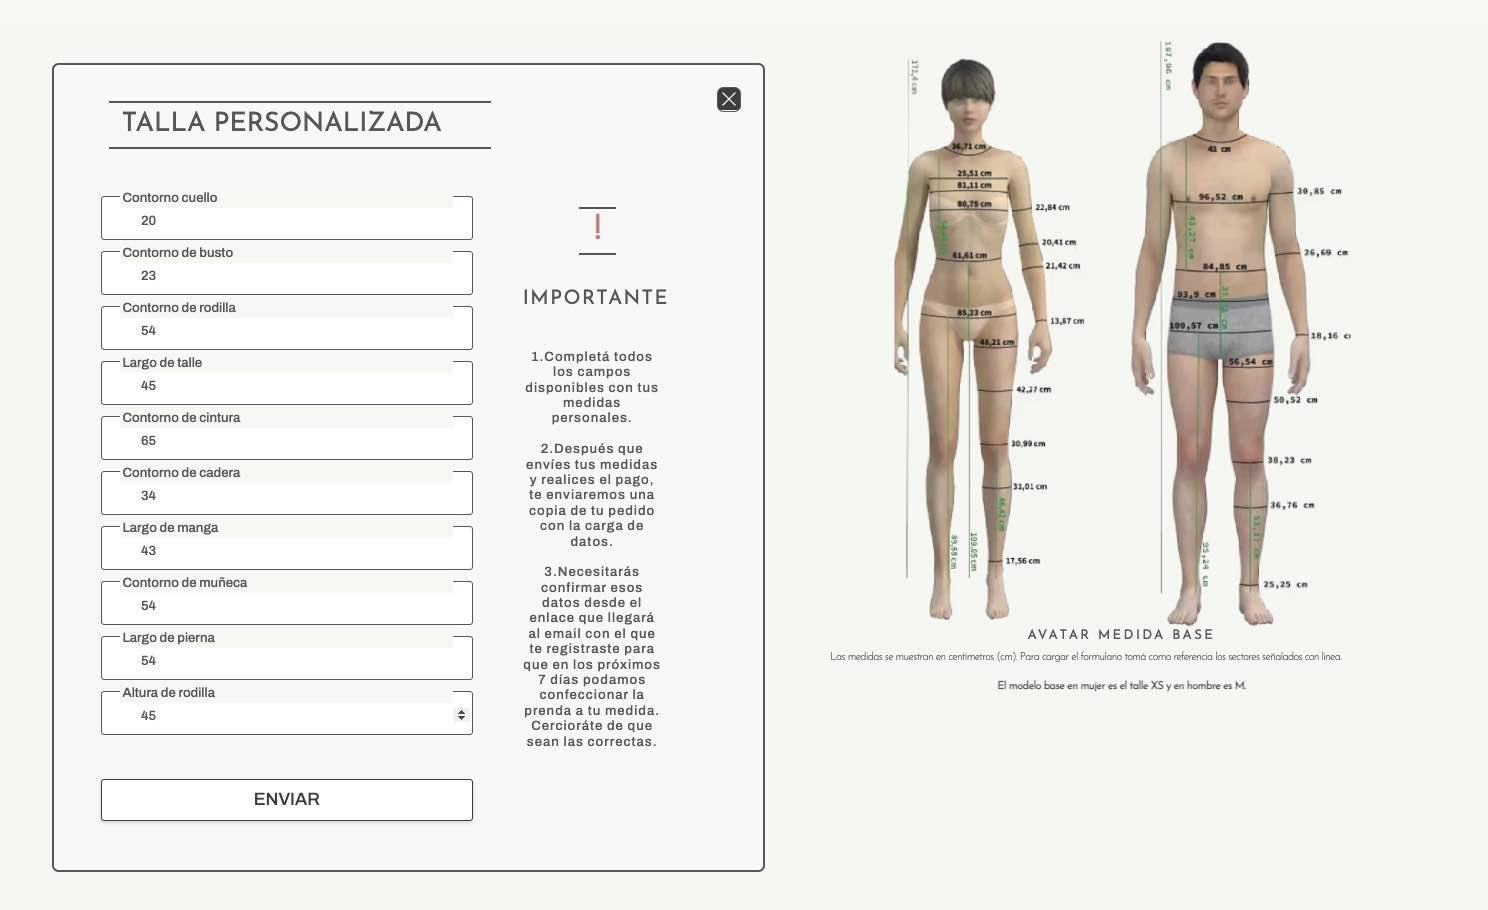 TALLA PERSONALIZADA
Contorno cuello
20
Contorno de busto
23
Contorno de rodilla
54
Largo de talle
45
Contorno de cintura
65
Contorno de cadera
34
Largo de manga
43
Contorno de muñeca
54
Largo de pierna
54
Altura de rodilla
45
ENVIAR
!
IMPORTANTE
1.Completá todos
los campos
disponibles con tus
medidas
personales.
2.Después que
envíes tus medidas
y realices el pago,
te enviaremos una
copia de tu pedido
con la carga de
datos.
3.Necesitarás
confirmar esos
datos desde el
enlace que llegará
al email con el que
te registraste para
que en los próximos
7 días podamos
confeccionar la
prenda a tu medida.
Cercioráte de que
sean las correctas.
36,71 cm
25,51 cm
81,11 cm
80,75 cm
22,84 cm
20,41 cm
61,61 cm
21,42 cm
85,23 cm
13,87 cm
48,21 cm
42,27 cm
30,99 cm
31,01 cm
89,88 cm
109,05 cm
17,56 cm
41 cm
30,85 cm
96,52 cm
26,69 cm
84,85 cm
93,9 cm
100,57 cm
18,16 c
56,54 cm
50,52 cm
38,23 cm
36,76 cm
95,24 cm
25,25 cm
AVATAR MEDIDA BASE
Las medidas se muestran en centímetros (cm). Para cargar el formulario tomá como referencia los sectores señalados con linea.
El modelo base en mujer es el talle XS y en hombre es M.